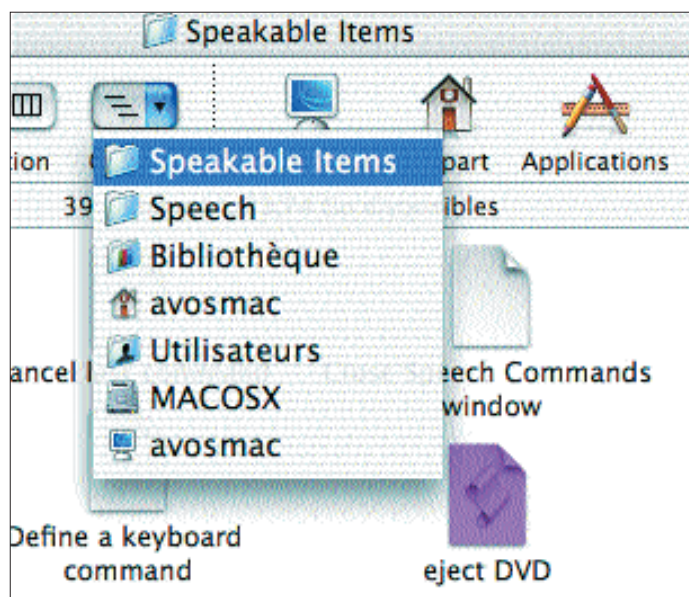 Speakable Items
tion
part
Applications
39
ibles
Speakable Items
Speech
Bibliothèque
avosmac
Utilisateurs
MACOSX
avosmac
ancel
eech Commands
window
Define a keyboard
command
eject DVD